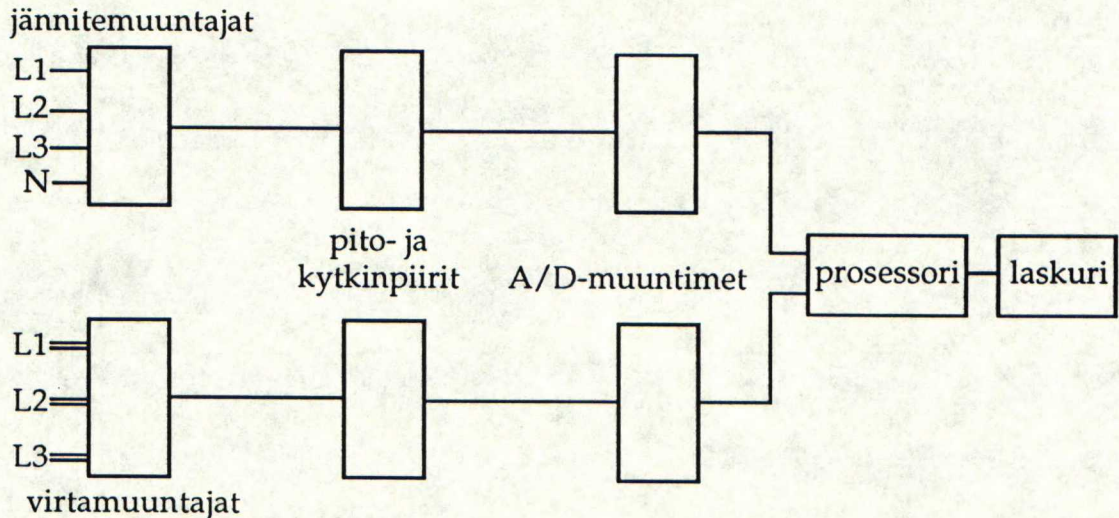 jännitemuuntajat
L1
L2
L3
N
pito- ja
kytkinpiirit
A/D-muuntimet
prosessori
laskuri
L1
L2
L3
virtamuuntajat